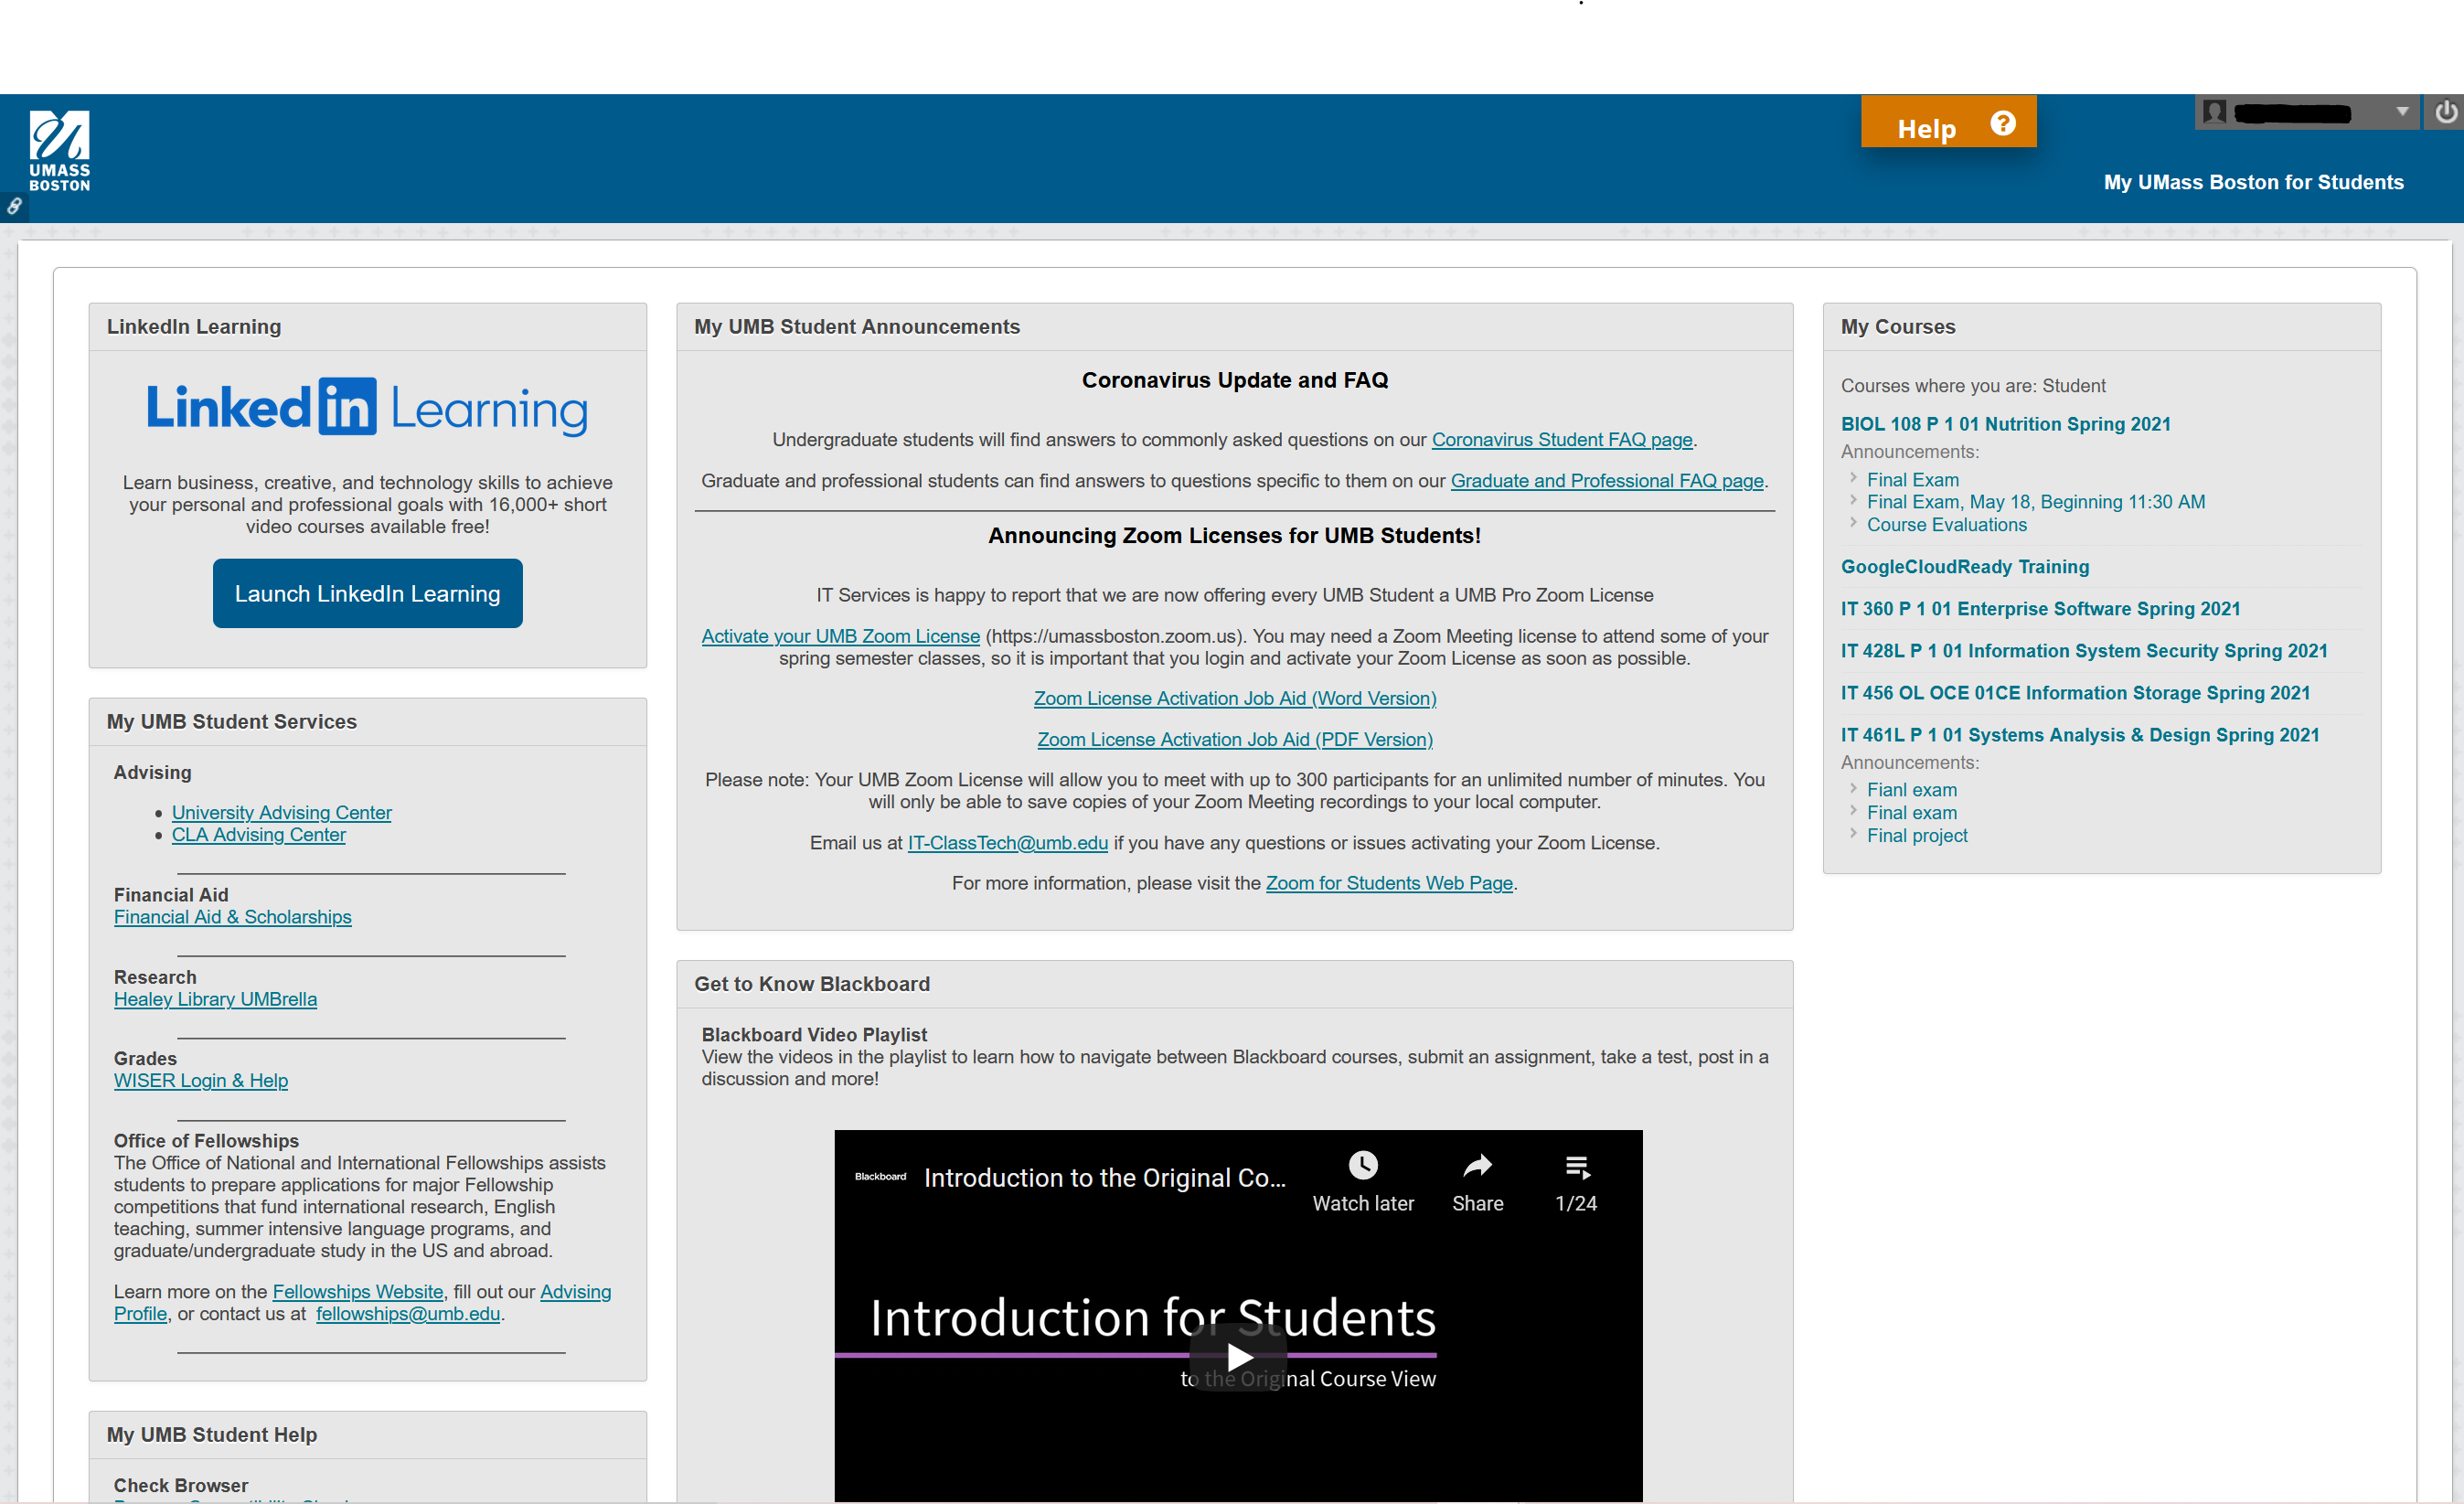 UMASS
BOSTON
Help
My UMass Boston for Students
LinkedIn Learning
LinkedIn Learning
Learn business, creative, and technology skills to achieve
your personal and professional goals with 16,000+ short
video courses available free!
Launch LinkedIn Learning
My UMB Student Services
Advising
University Advising Center
CLA Advising Center
Financial Aid
Financial Aid & Scholarships
Research
Healey Library UMBrella
Grades
WISER Login & Help
Office of Fellowships
The Office of National and International Fellowships assists
students to prepare applications for major Fellowship
competitions that fund international research, English
teaching, summer intensive language programs, and
graduate/undergraduate study in the US and abroad.
Learn more on the Fellowships Website, fill out our Advising
Profile, or contact us at fellowships@umb.edu.
My UMB Student Help
Check Browser
My UMB Student Announcements
Coronavirus Update and FAQ
Undergraduate students will find answers to commonly asked questions on our Coronavirus Student FAQ page.
Graduate and professional students can find answers to questions specific to them on our Graduate and Professional FAQ page.
Announcing Zoom Licenses for UMB Students!
IT Services is happy to report that we are now offering every UMB Student a UMB Pro Zoom License
Activate your UMB Zoom License (https://umassboston.zoom.us). You may need a Zoom Meeting license to attend some of your
spring semester classes, so it is important that you login and activate your Zoom License as soon as possible.
Zoom License Activation Job Aid (Word Version)
Zoom License Activation Job Aid (PDF Version)
Please note: Your UMB Zoom License will allow you to meet with up to 300 participants for an unlimited number of minutes. You
will only be able to save copies of your Zoom Meeting recordings to your local computer.
Email us at IT-ClassTech@umb.edu if you have any questions or issues activating your Zoom License.
For more information, please visit the Zoom for Students Web Page.
Get to Know Blackboard
Blackboard Video Playlist
View the videos in the playlist to learn how to navigate between Blackboard courses, submit an assignment, take a test, post in a
discussion and more!
Blackboard Introduction to the Original Co...
Watch later Share 1/24
Introduction for Students
to the Original Course View
My Courses
Courses where you are: Student
BIOL 108 P 1 01 Nutrition Spring 2021
Announcements:
Final Exam
Final Exam, May 18, Beginning 11:30 AM
Course Evaluations
GoogleCloudReady Training
IT 360 P 1 01 Enterprise Software Spring 2021
IT 428L P 1 01 Information System Security Spring 2021
IT 456 OL OCE 01CE Information Storage Spring 2021
IT 461L P 1 01 Systems Analysis & Design Spring 2021
Announcements:
Fianl exam
Final exam
Final project